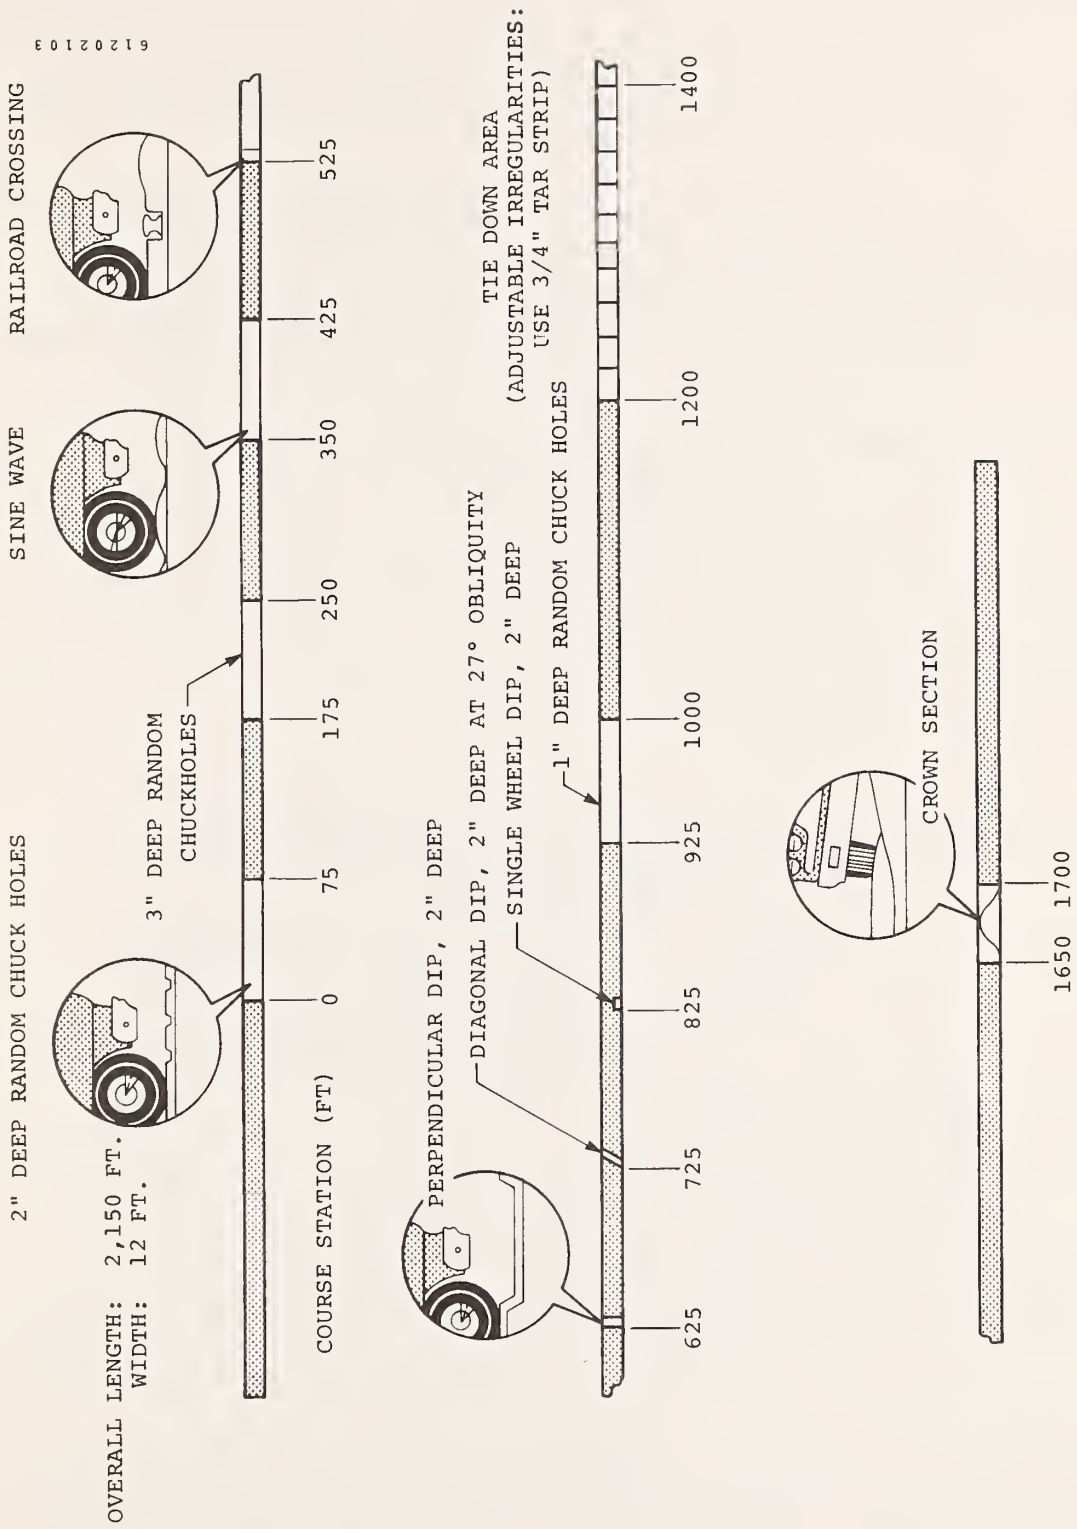 2" DEEP RANDOM CHUCK HOLES
SINE WAVE
RAILROAD CROSSING
61202103
OVERALL LENGTH: 2,150 FT.
WIDTH: 12 FT.
3" DEEP RANDOM
CHUCKHOLES
0
75
175
250
350
425
525
COURSE STATION (FT)
PERPENDICULAR DIP, 2" DEEP
DIAGONAL DIP, 2" DEEP AT 27° OBLIQUITY
SINGLE WHEEL DIP, 2" DEEP
1" DEEP RANDOM CHUCK HOLES
TIE DOWN AREA
(ADJUSTABLE IRREGULARITIES:
USE 3/4" TAR STRIP)
625
725
825
925
1000
1200
1400
CROWN SECTION
1650
1700